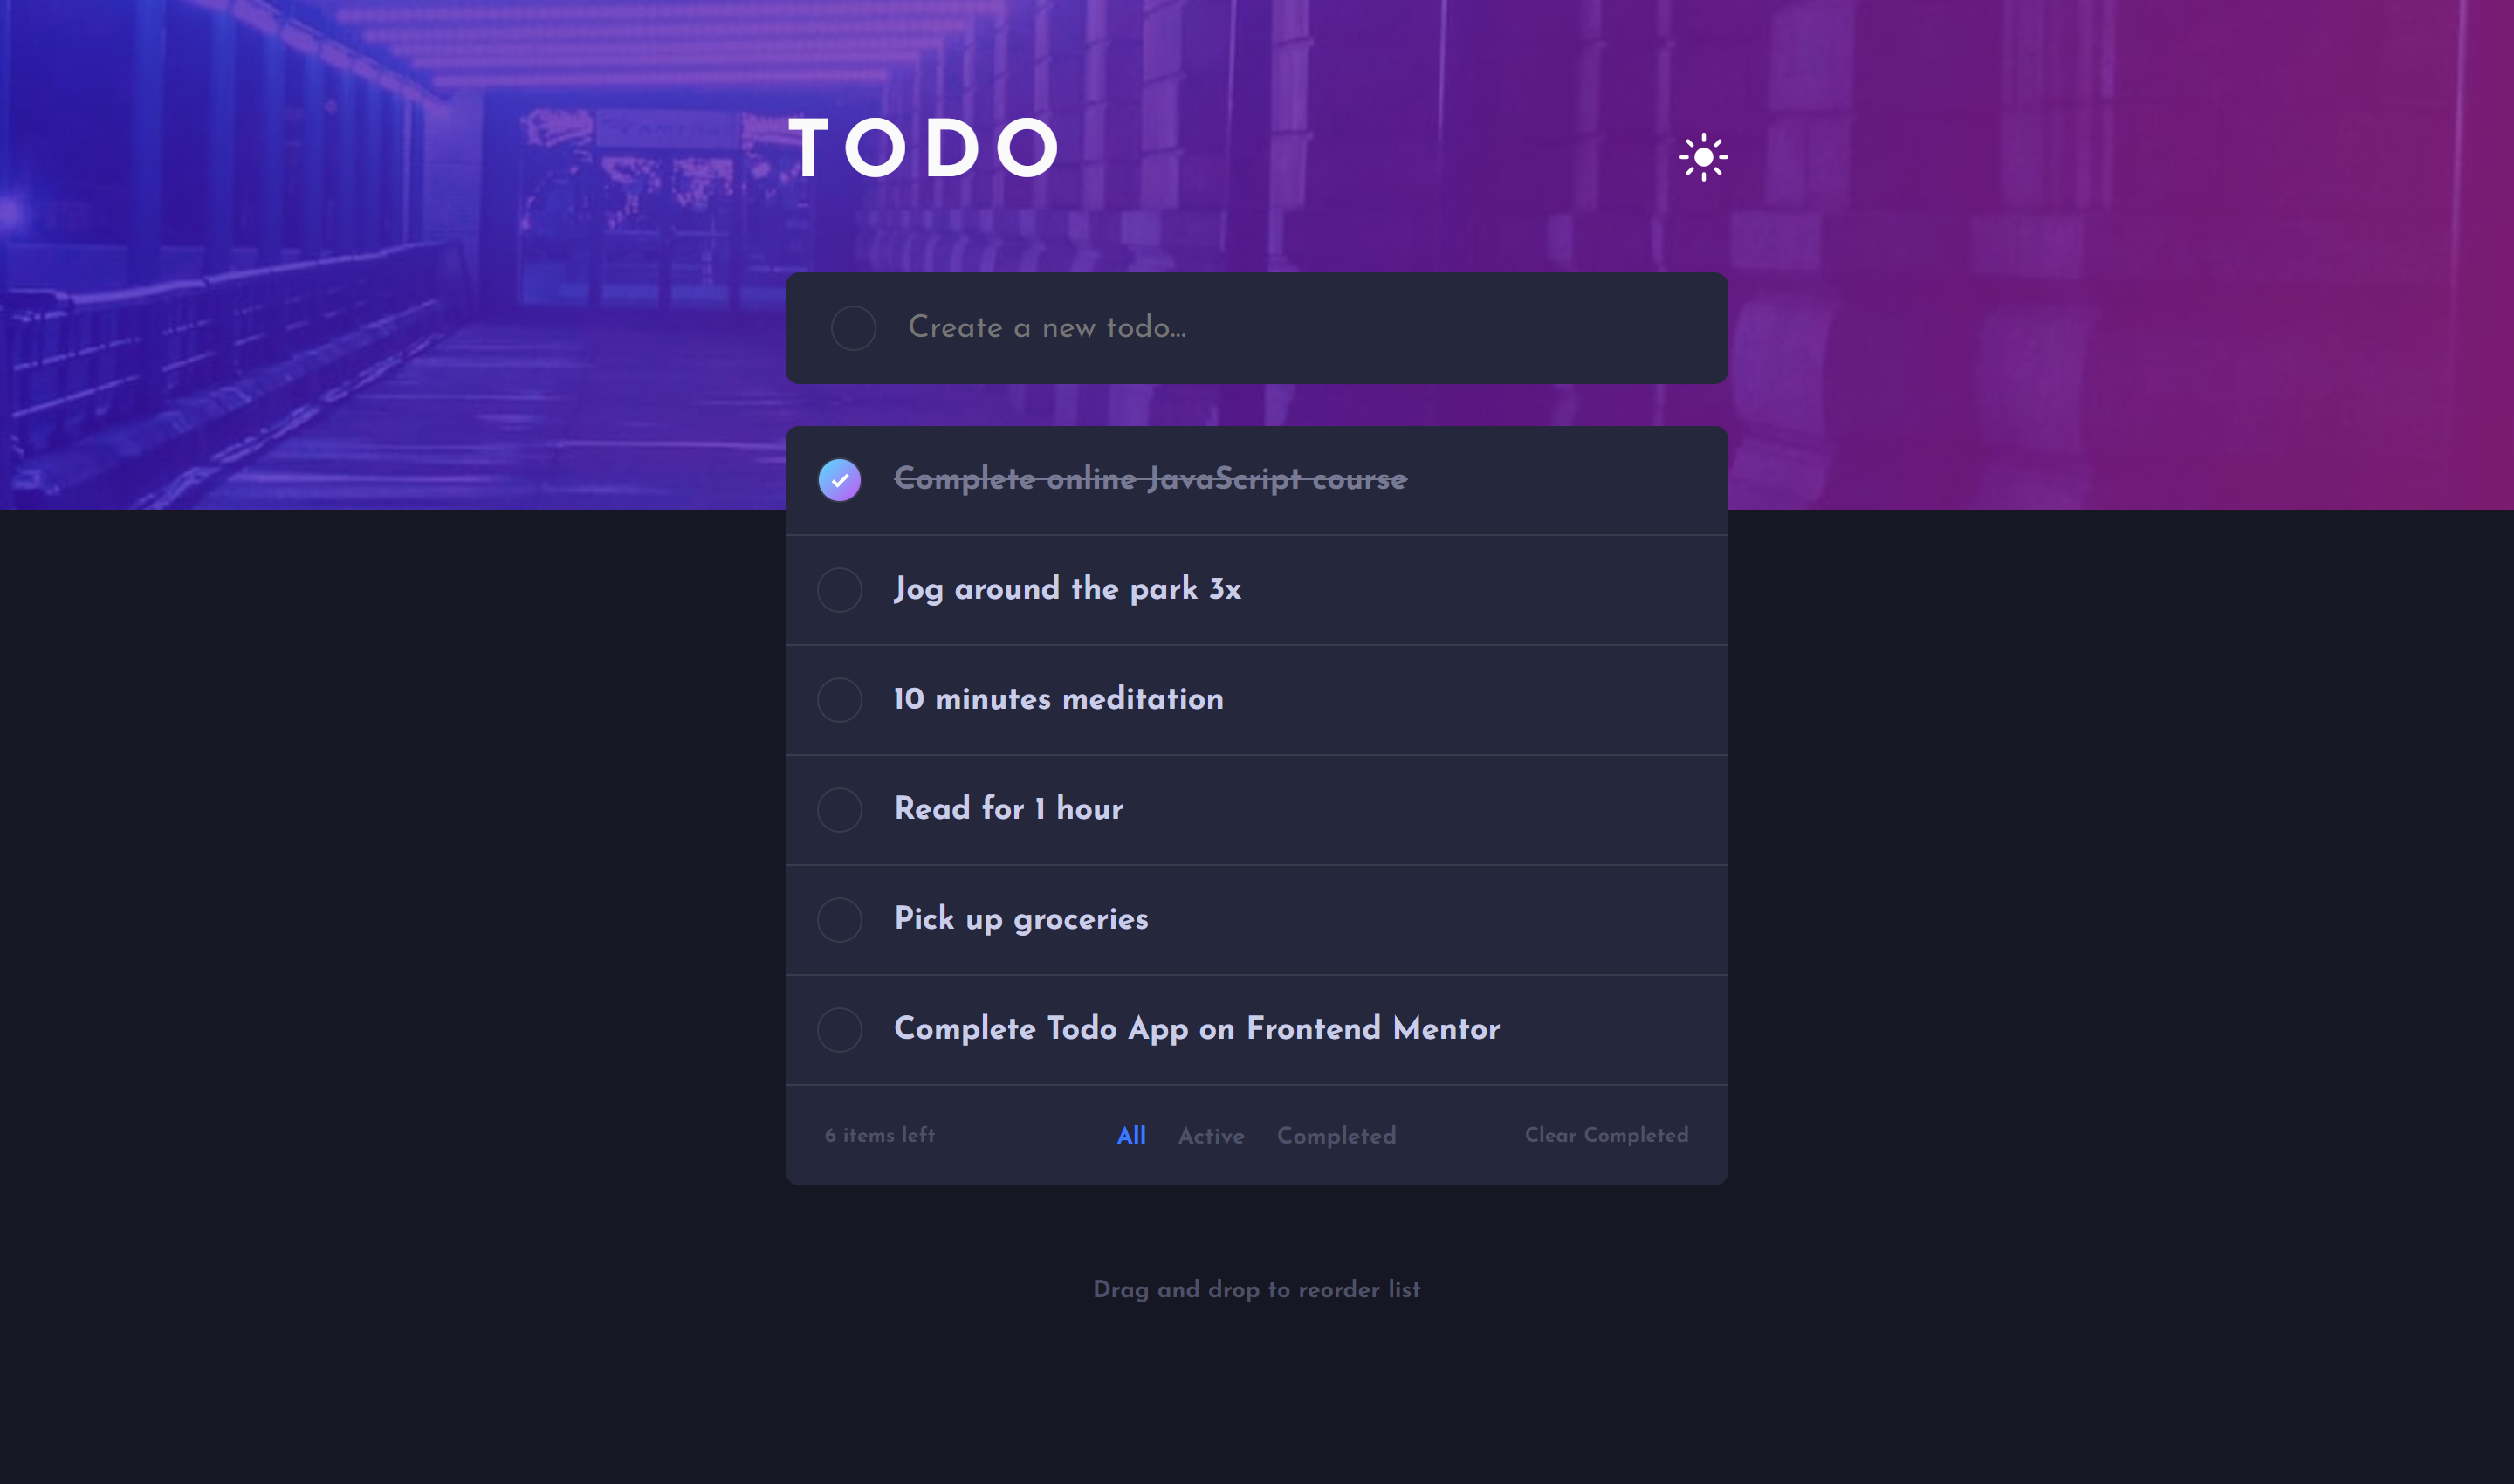 TODO
Create a new todo...
Complete online JavaScript course
Jog around the park 3x
10 minutes meditation
Read for 1 hour
Pick up groceries
Complete Todo App on Frontend Mentor
6 items left
All Active Completed
Clear Completed
Drag and drop to reorder list